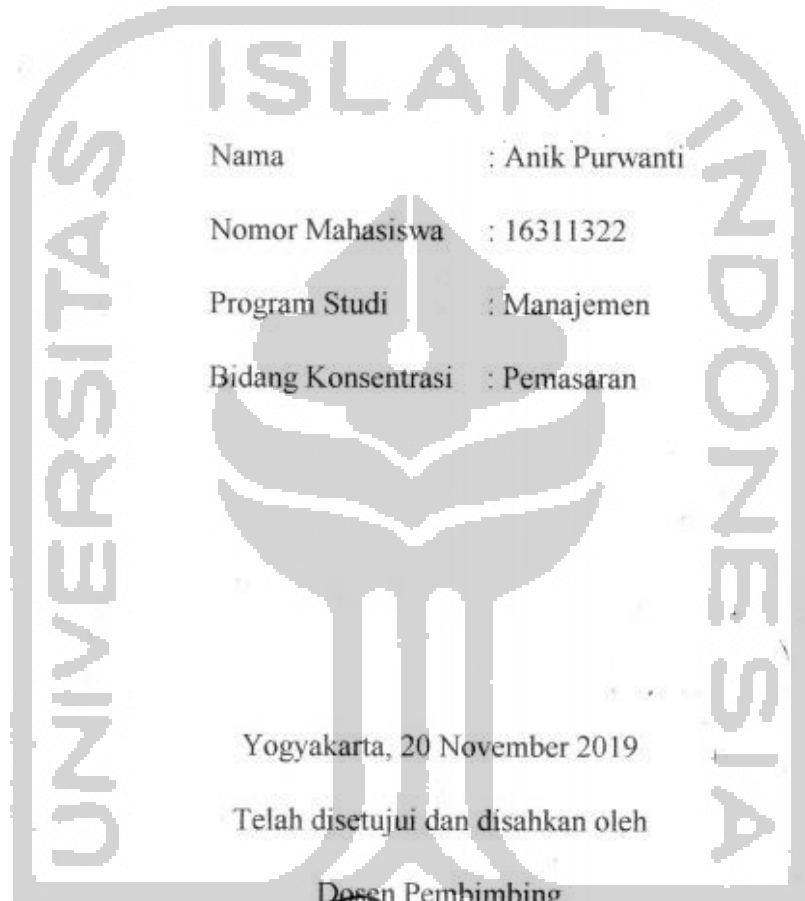 UNIVERSITAS ISLAM INDONESIA
Nama : Anik Purwanti
Nomor Mahasiswa : 16311322
Program Studi : Manajemen
Bidang Konsentrasi : Pemasaran
Yogyakarta, 20 November 2019
Telah disetujui dan disahkan oleh
Dosen Pembimbing